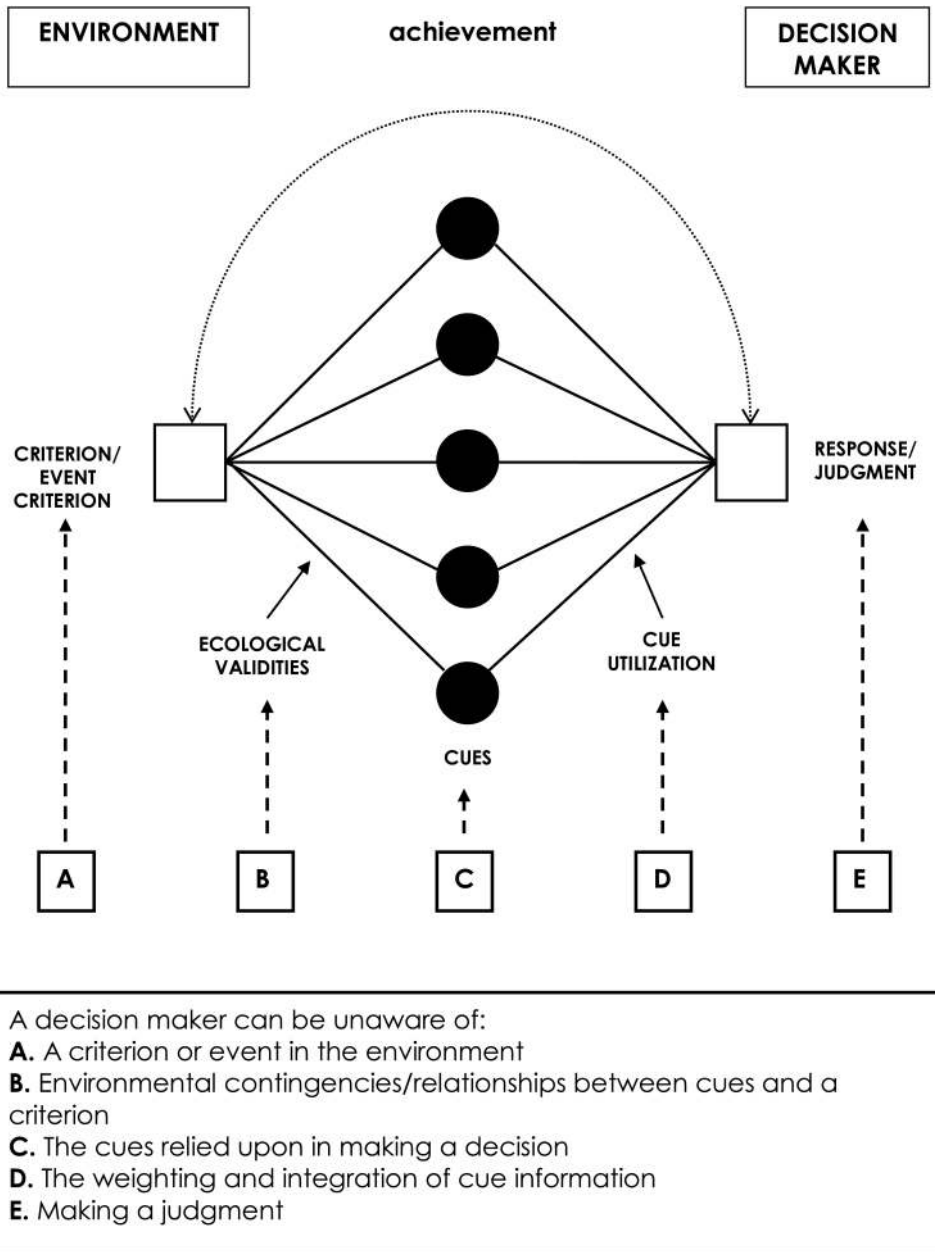 ENVIRONMENT
achievement
DECISION
MAKER
CRITERION/
EVENT
CRITERION
RESPONSE/
JUDGMENT
ECOLOGICAL
VALIDITIES
CUE
UTILIZATION
CUES
A
B
C
D
E
A decision maker can be unaware of:
A. A criterion or event in the environment
B. Environmental contingencies/relationships between cues and a
criterion
C. The cues relied upon in making a decision
D. The weighting and integration of cue information
E. Making a judgment